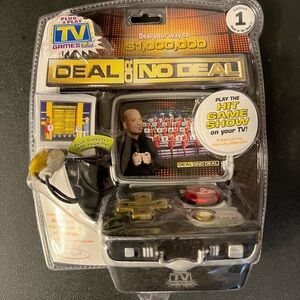 PLUG & PLAY
TV
GAMES
Deal your way to
$1,000,000
1
DEAL OR NO DEAL
PLAY THE
HIT
GAME
SHOW
on your TV!
DEAL NO DEAL
TV